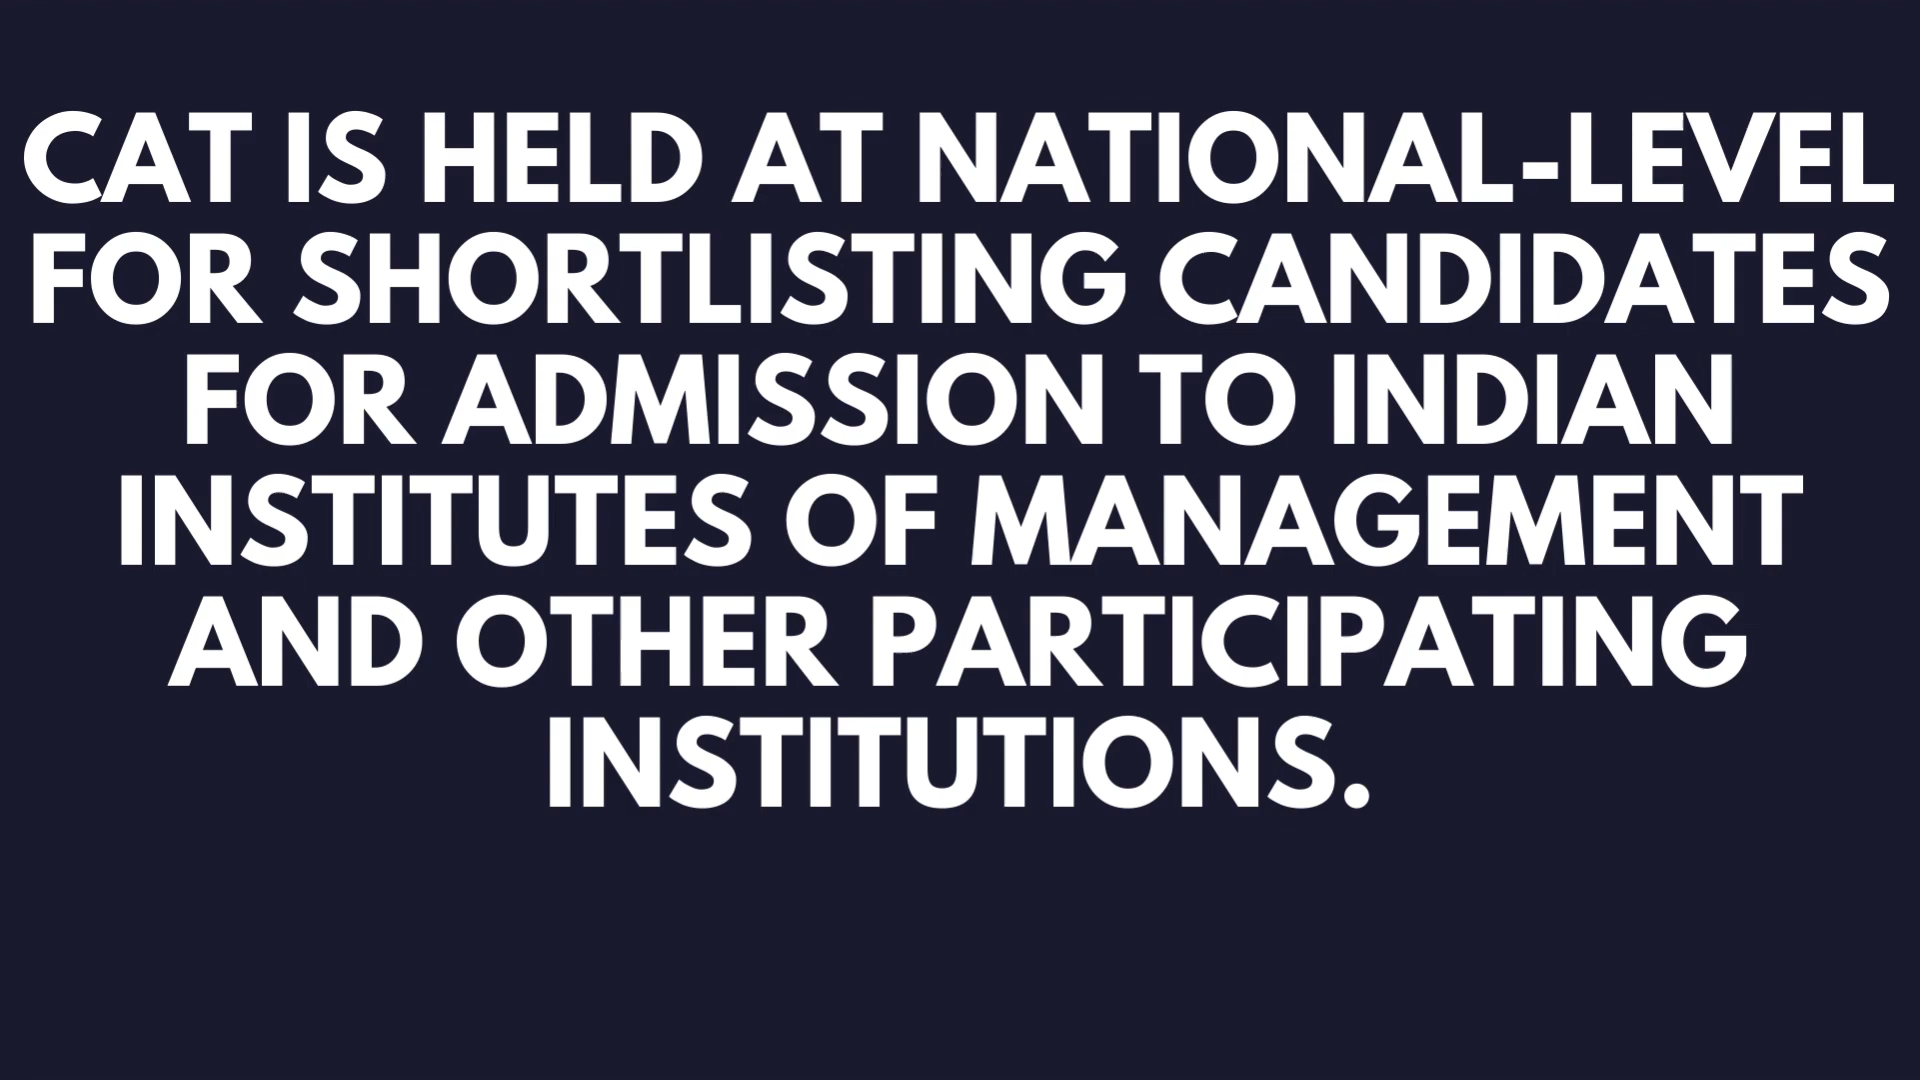 CAT IS HELD AT NATIONAL-LEVEL
FOR SHORTLISTING CANDIDATES
FOR ADMISSION TO INDIAN
INSTITUTES OF MANAGEMENT
AND OTHER PARTICIPATING
INSTITUTIONS.